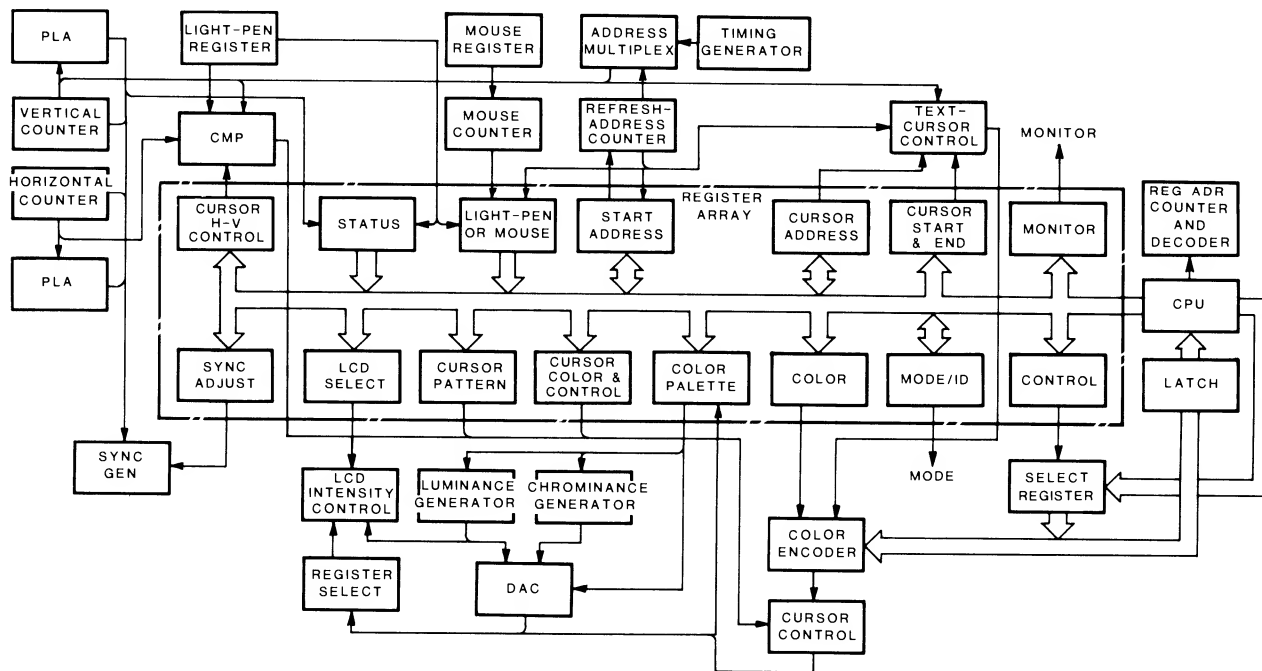 PLA
LIGHT-PEN
REGISTER
MOUSE
REGISTER
ADDRESS
MULTIPLEX
TIMING
GENERATOR
VERTICAL
COUNTER
CMP
MOUSE
COUNTER
REFRESH-
ADDRESS
COUNTER
TEXT-
CURSOR
CONTROL
MONITOR
HORIZONTAL
COUNTER
REGISTER
ARRAY
CURSOR
H-V
CONTROL
STATUS
LIGHT-PEN
OR MOUSE
START
ADDRESS
CURSOR
ADDRESS
CURSOR
START
& END
MONITOR
REG ADR
COUNTER
AND
DECODER
PLA
CPU
SYNC
ADJUST
LCD
SELECT
CURSOR
PATTERN
CURSOR
COLOR &
CONTROL
COLOR
PALETTE
COLOR
MODE/ID
CONTROL
LATCH
SYNC
GEN
LCD
INTENSITY
CONTROL
LUMINANCE
GENERATOR
CHROMINANCE
GENERATOR
MODE
SELECT
REGISTER
COLOR
ENCODER
REGISTER
SELECT
DAC
CURSOR
CONTROL